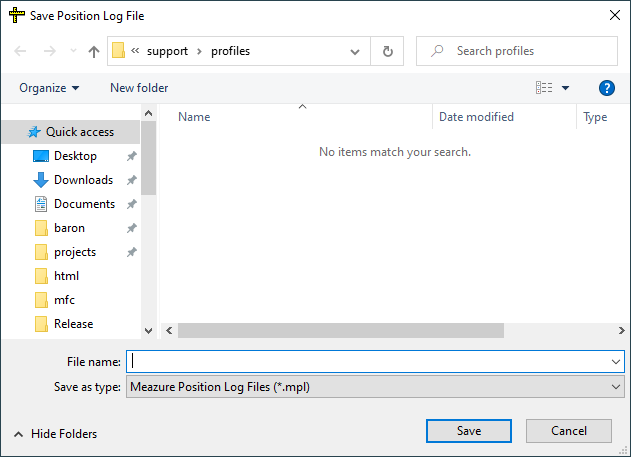 Save Position Log File
« support › profiles
Search profiles
Organize
New folder
?
Name
Date modified
Type
Quick access
Desktop
Downloads
Documents
baron
projects
html
mfc
Release
No items match your search.
File name:
Save as type: Meazure Position Log Files (*.mpl)
Hide Folders
Save
Cancel